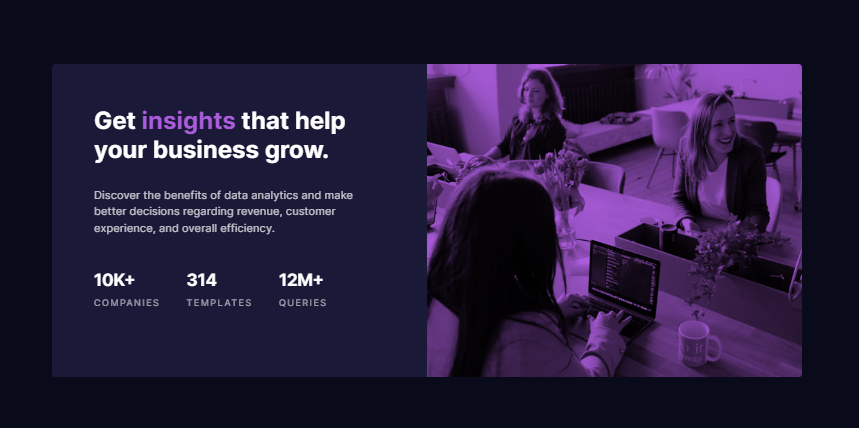 Get insights that help
your business grow.
Discover the benefits of data analytics and make
better decisions regarding revenue, customer
experience, and overall efficiency.
10K+ 314 12M+
COMPANIES TEMPLATES QUERIES